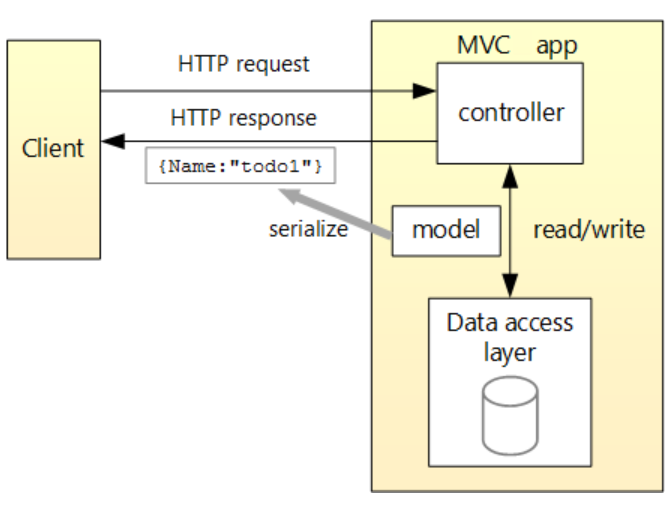 MVC app
HTTP request
controller
HTTP response
Client
{Name:"todo1"}
serialize
model
read/write
Data access
layer